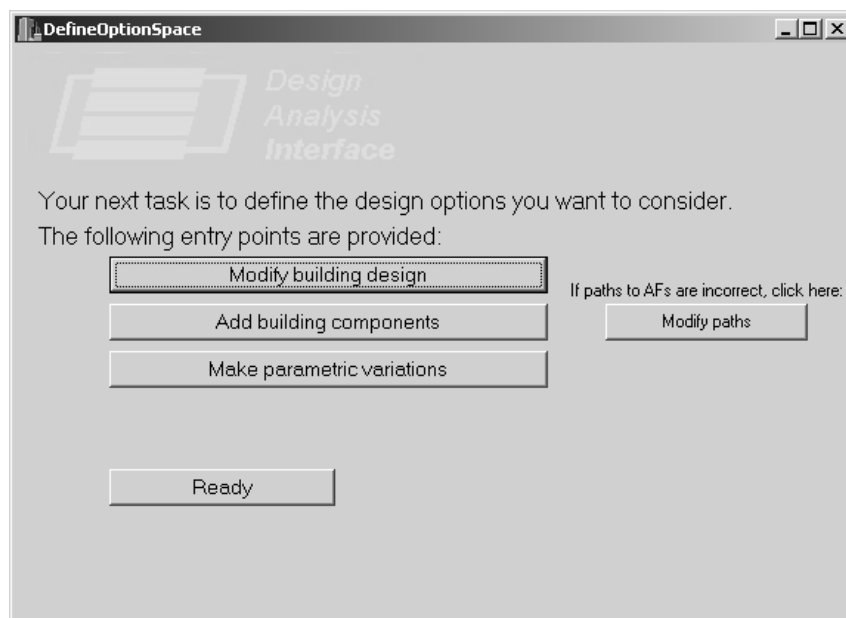 DefineOptionSpace
Design
Analysis
Interface
Your next task is to define the design options you want to consider.
The following entry points are provided:
Modify building design
If paths to AFs are incorrect, click here:
Add building components
Modify paths
Make parametric variations
Ready